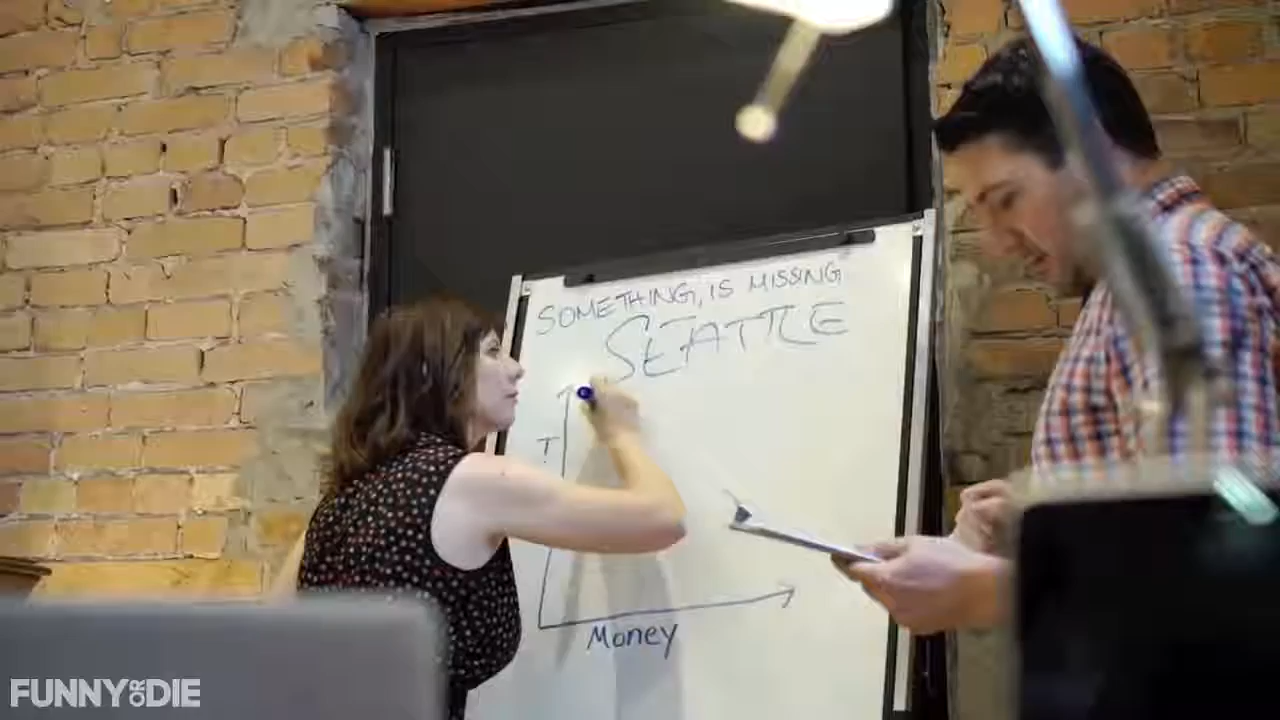 SOMETHING, IS MISSING
SEATTLE
T
Money
FUNNY OR DIE